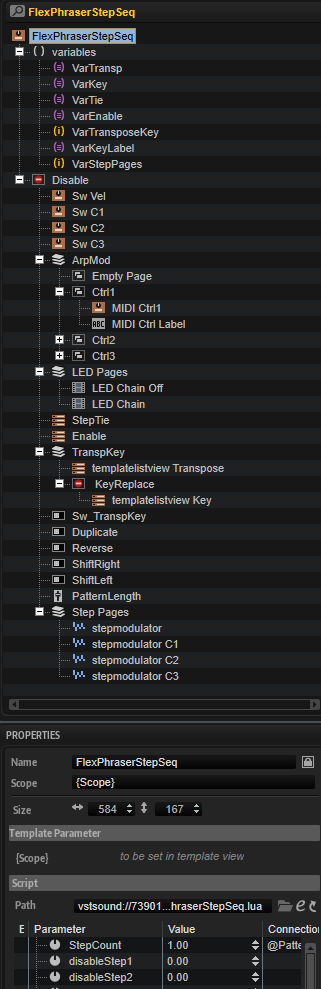 FlexPhraserStepSeq
FlexPhraserStepSeq
variables
VarTransp
VarKey
VarTie
VarEnable
VarTransposeKey
VarKeyLabel
VarStepPages
Disable
Sw Vel
Sw C1
Sw C2
Sw C3
ArpMod
Empty Page
Ctrl1
MIDI Ctrl1
ABC MIDI Ctrl Label
Ctrl2
Ctrl3
LED Pages
LED Chain Off
LED Chain
StepTie
Enable
TranspKey
templatelistview Transpose
KeyReplace
templatelistview Key
Sw_TranspKey
Duplicate
Reverse
ShiftRight
ShiftLeft
PatternLength
Step Pages
stepmodulator
stepmodulator C1
stepmodulator C2
stepmodulator C3
PROPERTIES
Name FlexPhraserStepSeq
Scope {Scope}
Size 584 167
Template Parameter
{Scope} to be set in template view
Script
Path vstsound://73901...hraserStepSeq.lua
E Parameter Value Connection
StepCount 1.00 @Patte
disableStep1 0.00
disableStep2 0.00